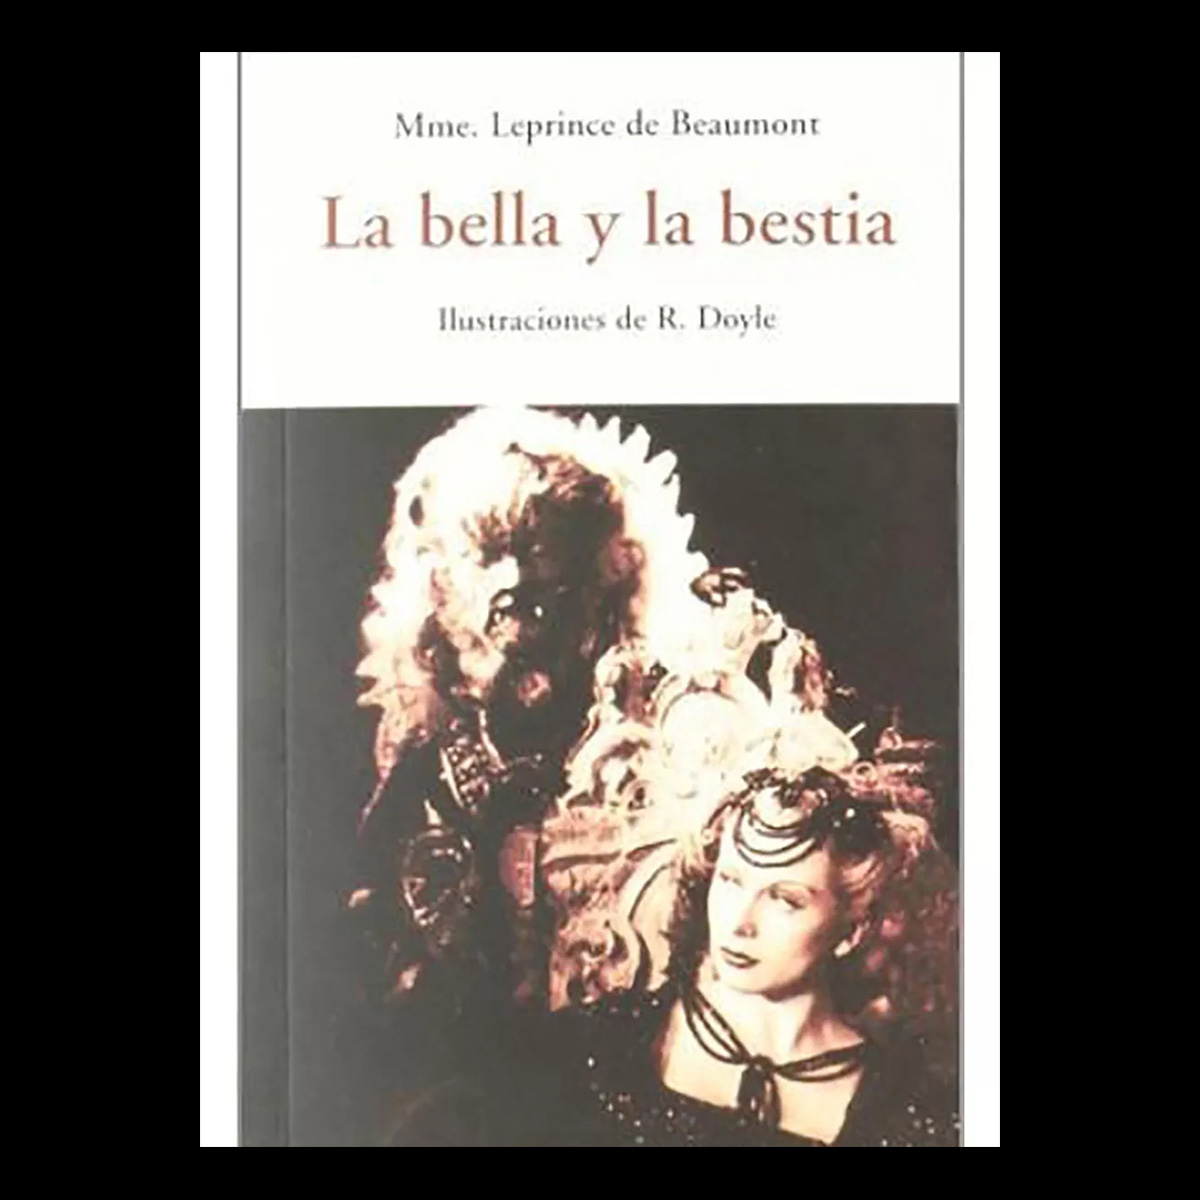 Mme. Leprince de Beaumont
La bella y la bestia
Ilustraciones de R. Doyle